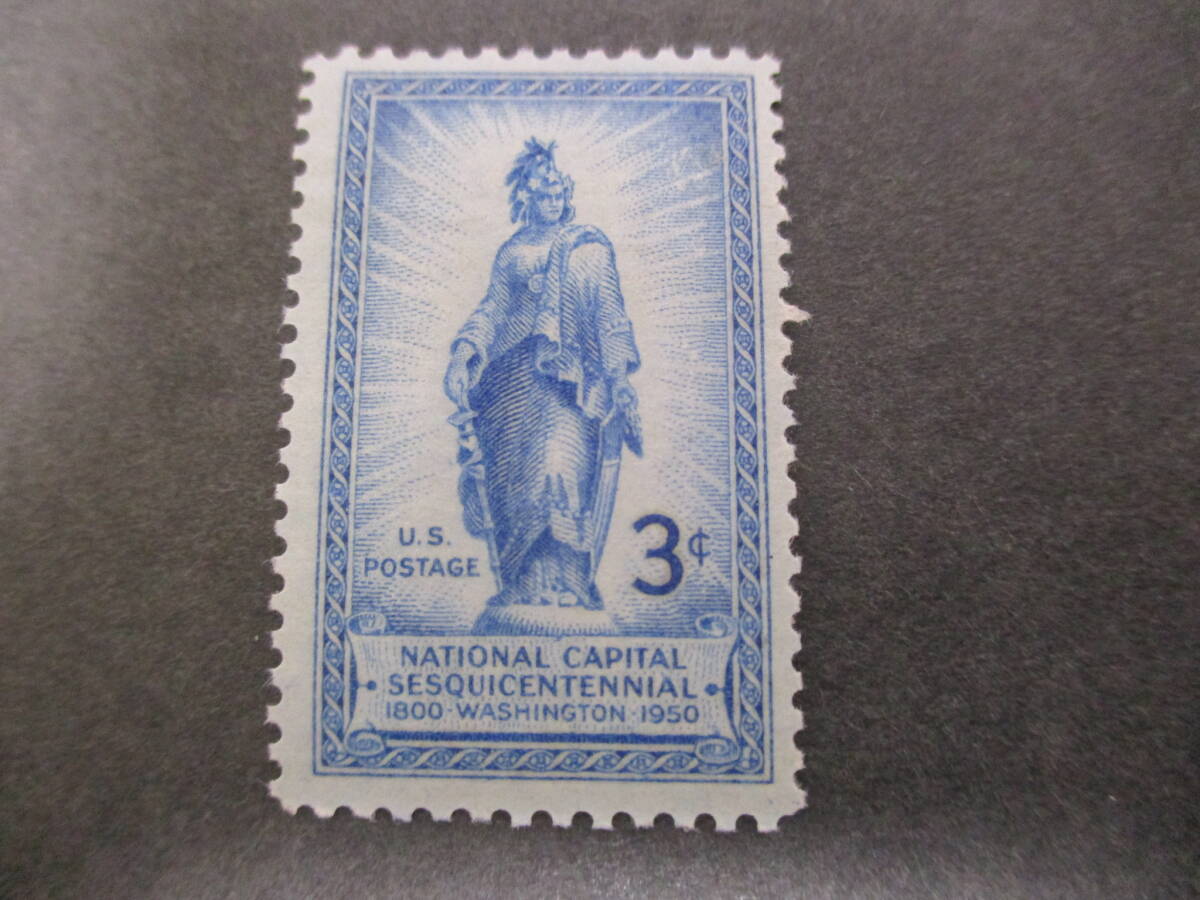 U.S.
POSTAGE
3¢
NATIONAL CAPITAL
SESQUICENTENNIAL
1800·WASHINGTON·1950